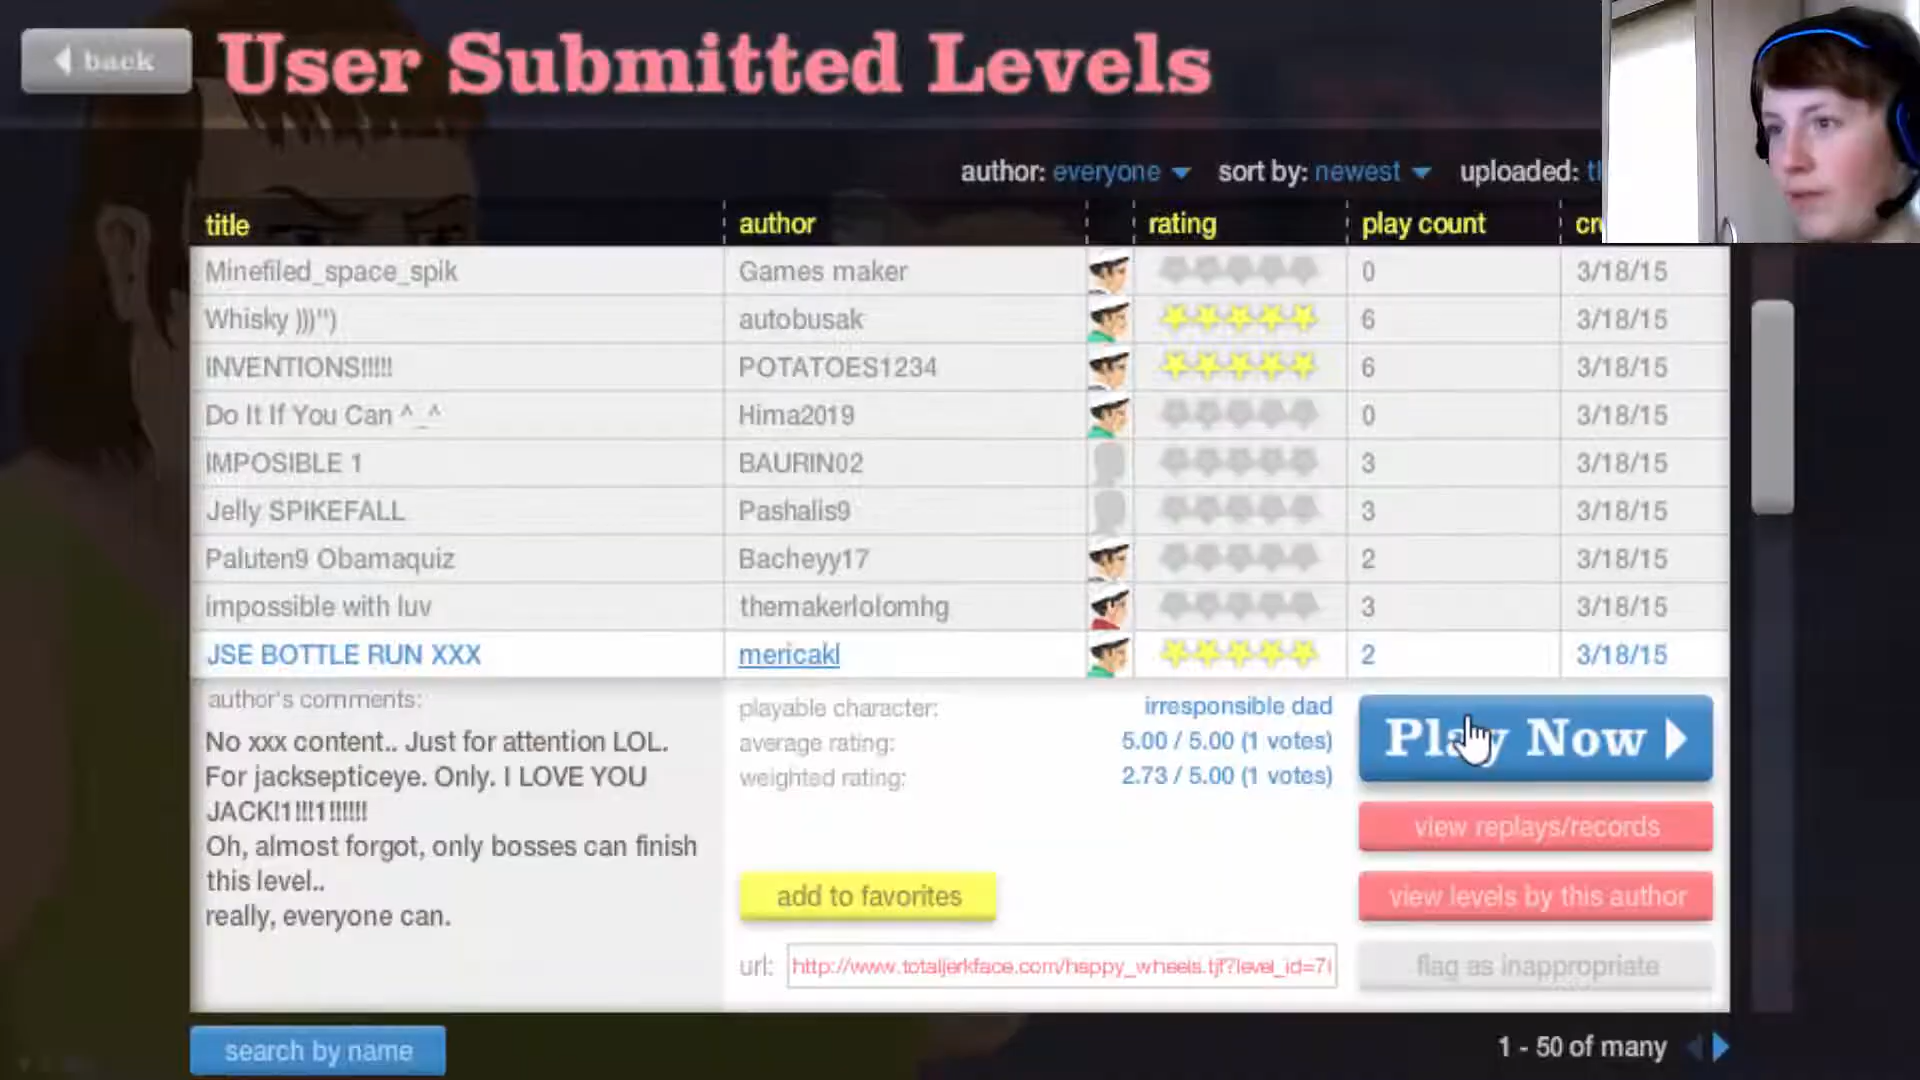 back
User Submitted Levels
author: everyone sort by: newest uploaded:
title author rating play count
Minefiled_space_spik Games maker 0 3/18/15
Whisky )))") autobusak 6 3/18/15
INVENTIONS!!!!! POTATOES1234 6 3/18/15
Do It If You Can ^_^ Hima2019 0 3/18/15
IMPOSIBLE 1 BAURIN02 3 3/18/15
Jelly SPIKEFALL Pashalis9 3 3/18/15
Paluten9 Obamaquiz Bacheyy17 2 3/18/15
impossible with luv themakerlolomhg 3 3/18/15
JSE BOTTLE RUN XXX mericakl 2 3/18/15
author's comments:
No xxx content.. Just for attention LOL.
For jacksepticeye. Only. I LOVE YOU
JACK!1!!!1!!!!!!
Oh, almost forgot, only bosses can finish
this level..
really, everyone can.
playable character: irresponsible dad
average rating: 5.00 / 5.00 (1 votes)
weighted rating: 2.73 / 5.00 (1 votes)
add to favorites
url: http://www.totaljerkface.com/happy_wheels.tjf?level_id=7
Play Now
view replays/records
view levels by this author
flag as inappropriate
search by name
1 - 50 of many